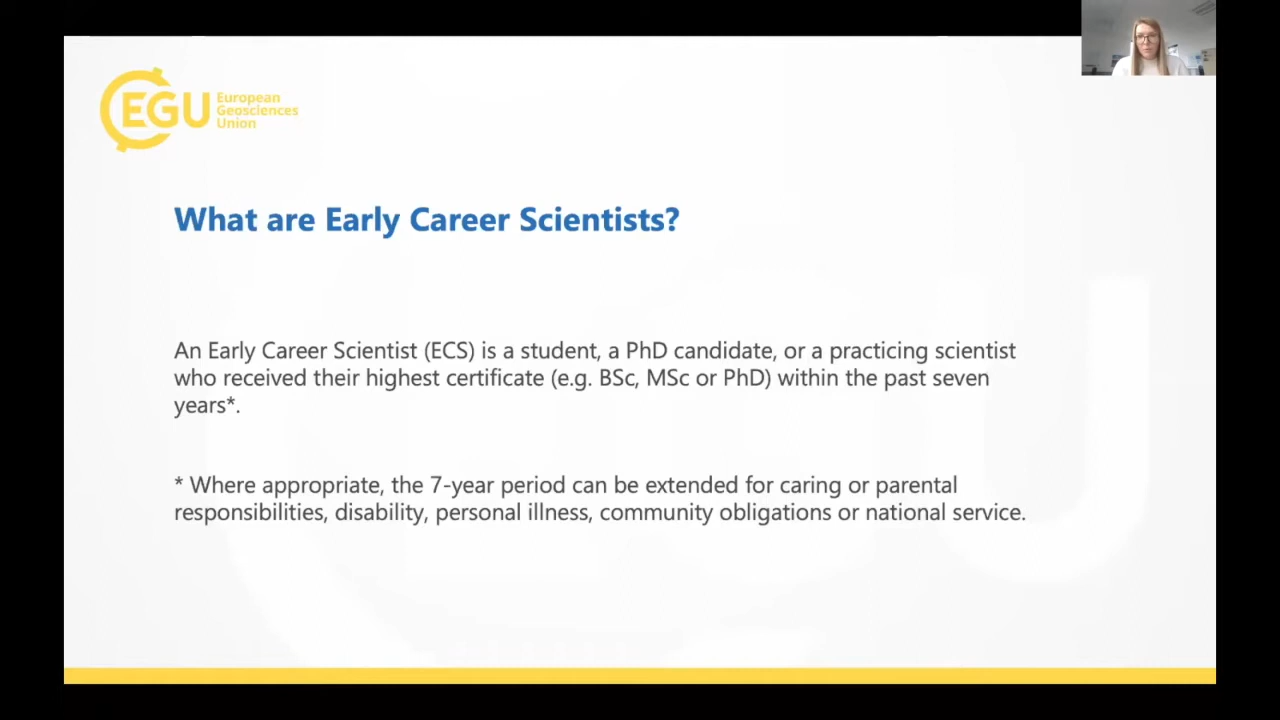 EGU
European
Geosciences
Union
What are Early Career Scientists?
An Early Career Scientist (ECS) is a student, a PhD candidate, or a practicing scientist
who received their highest certificate (e.g. BSc, MSc or PhD) within the past seven
years*.
* Where appropriate, the 7-year period can be extended for caring or parental
responsibilities, disability, personal illness, community obligations or national service.